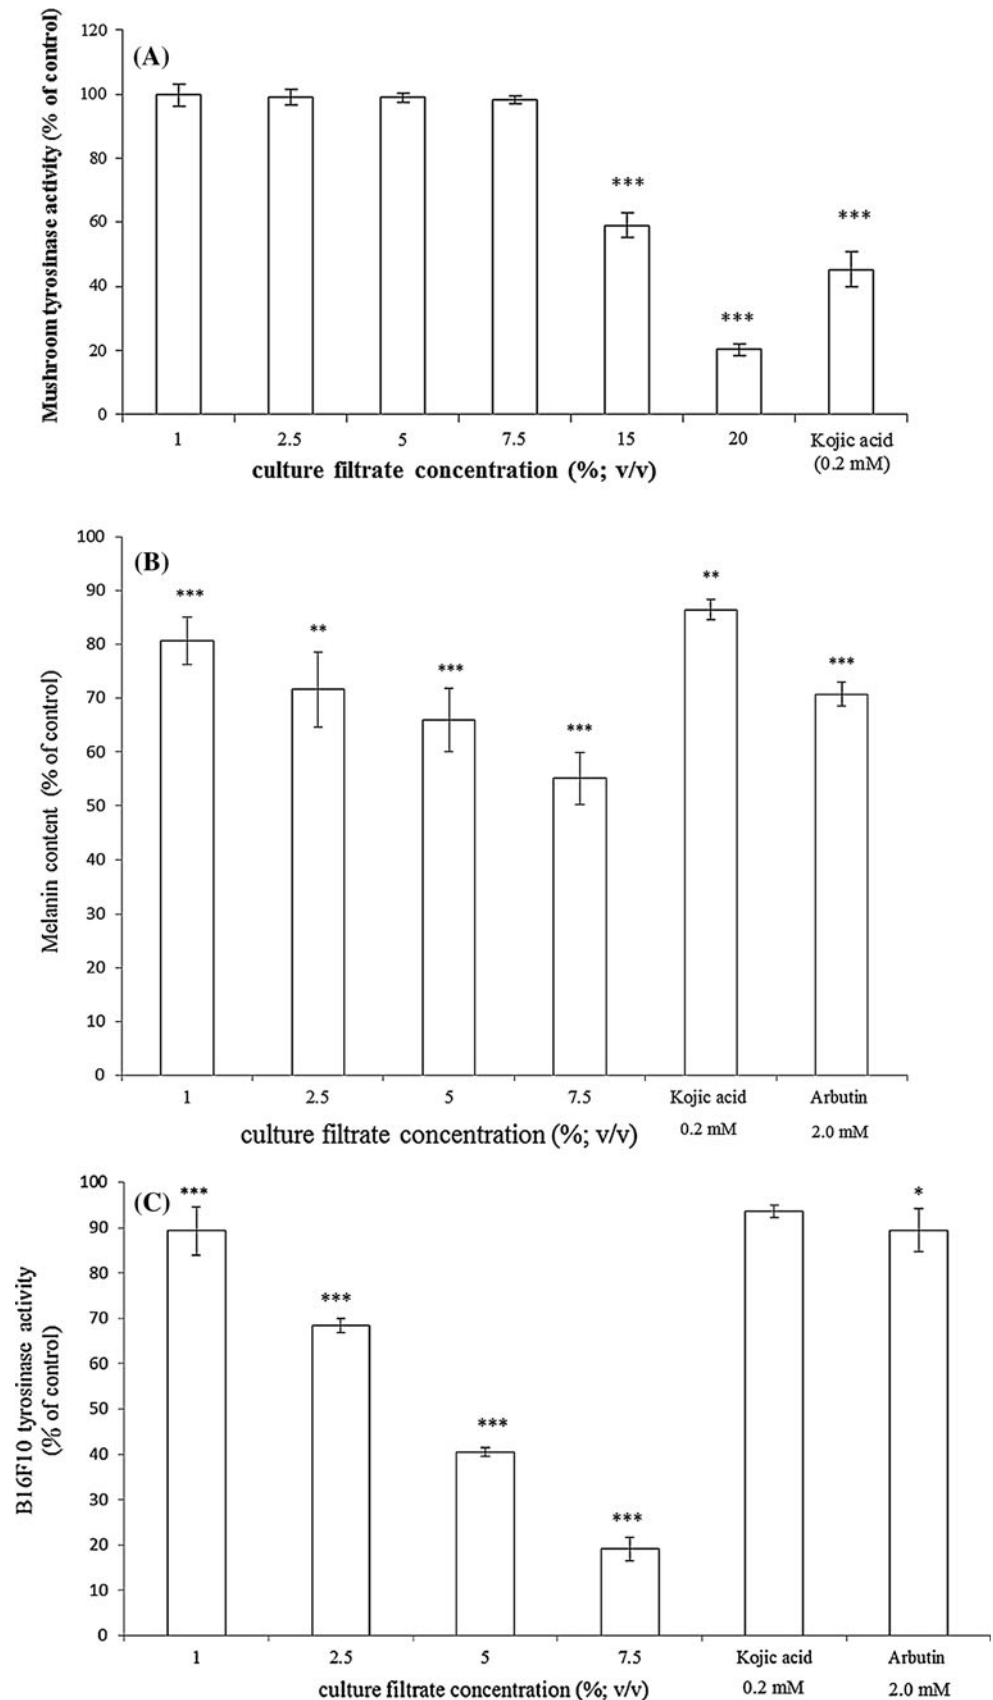 (A)
Mushroom tyrosinase activity (% of control)
120
100
80
60
40
20
0
***
***
***
1 2.5 5 7.5 15 20 Kojic acid
(0.2 mM)
culture filtrate concentration (%; v/v)
(B)
Melanin content (% of control)
100
90
80
70
60
50
40
30
20
10
0
***
**
***
***
**
***
1 2.5 5 7.5 Kojic acid Arbutin
0.2 mM 2.0 mM
culture filtrate concentration (%; v/v)
(C)
B16F10 tyrosinase activity
(% of control)
100
90
80
70
60
50
40
30
20
10
0
***
***
***
***
*
1 2.5 5 7.5 Kojic acid Arbutin
0.2 mM 2.0 mM
culture filtrate concentration (%; v/v)